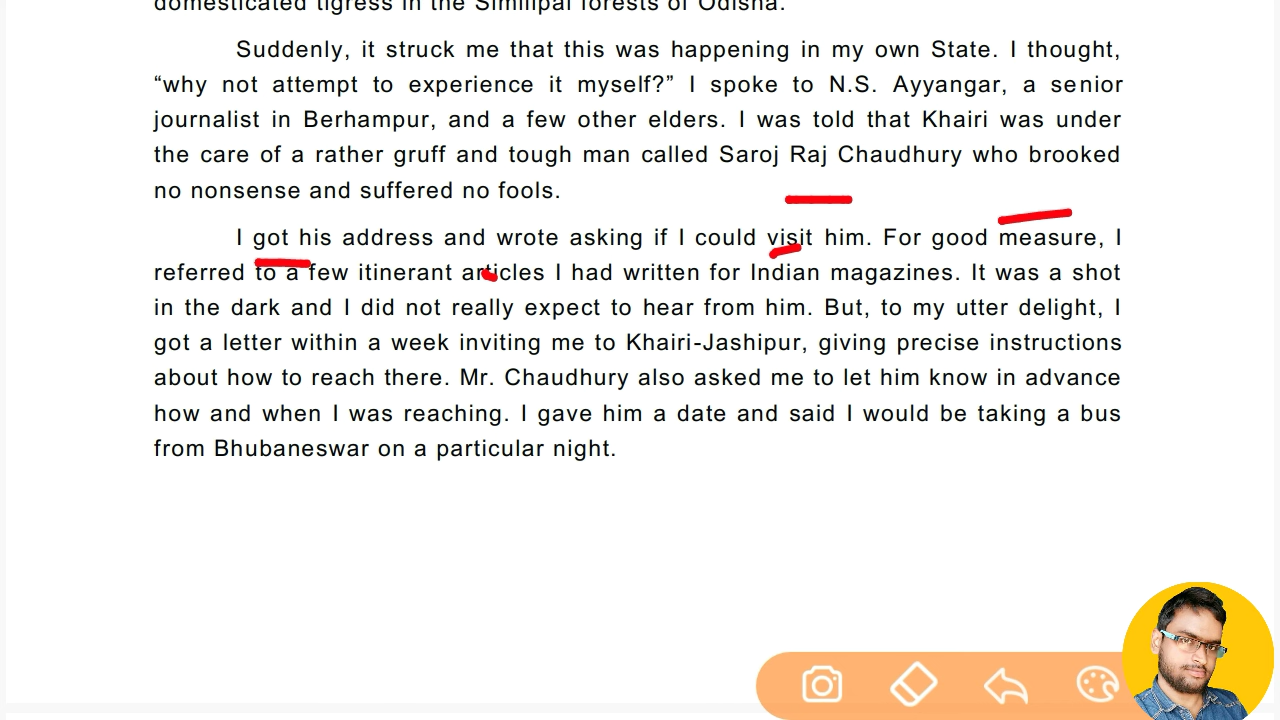 domesticated tigress in the Similipal forests of Odisha.
Suddenly, it struck me that this was happening in my own State. I thought,
“why not attempt to experience it myself?” I spoke to N.S. Ayyangar, a senior
journalist in Berhampur, and a few other elders. I was told that Khairi was under
the care of a rather gruff and tough man called Saroj Raj Chaudhury who brooked
no nonsense and suffered no fools.
I got his address and wrote asking if I could visit him. For good measure, I
referred to a few itinerant articles I had written for Indian magazines. It was a shot
in the dark and I did not really expect to hear from him. But, to my utter delight, I
got a letter within a week inviting me to Khairi-Jashipur, giving precise instructions
about how to reach there. Mr. Chaudhury also asked me to let him know in advance
how and when I was reaching. I gave him a date and said I would be taking a bus
from Bhubaneswar on a particular night.